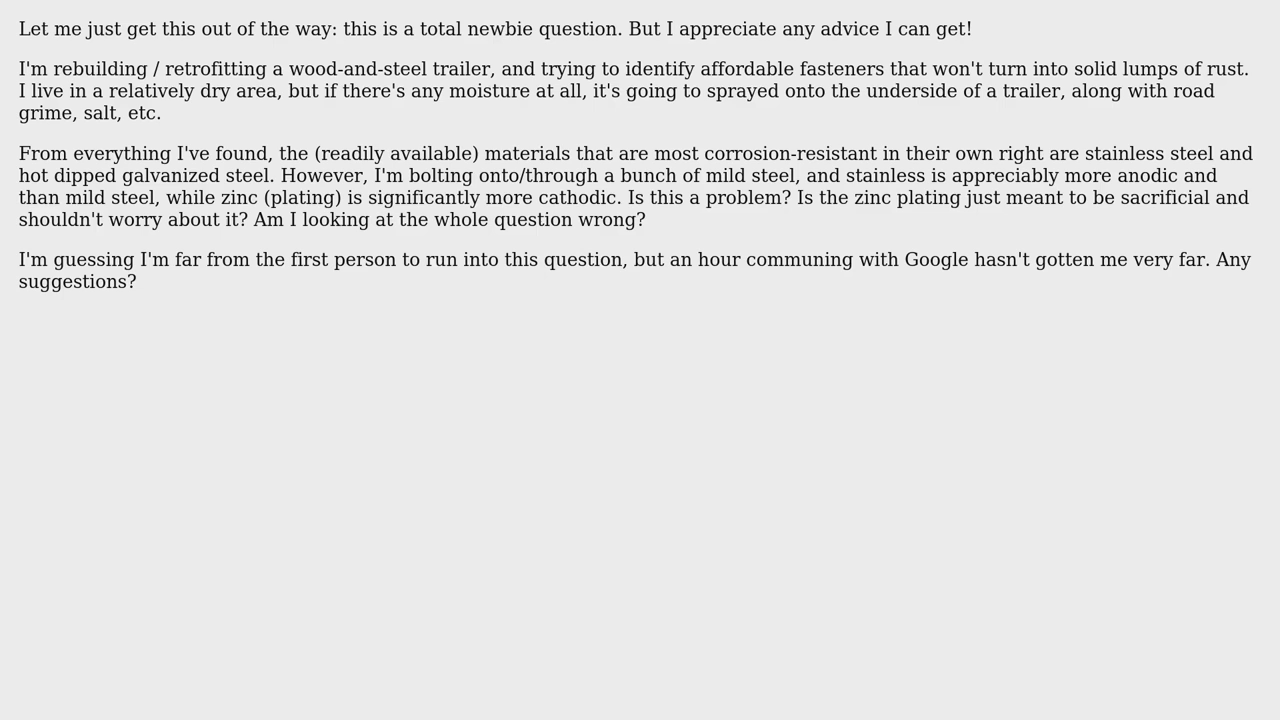 Let me just get this out of the way: this is a total newbie question. But I appreciate any advice I can get!
I'm rebuilding / retrofitting a wood-and-steel trailer, and trying to identify affordable fasteners that won't turn into solid lumps of rust.
I live in a relatively dry area, but if there's any moisture at all, it's going to sprayed onto the underside of a trailer, along with road
grime, salt, etc.
From everything I've found, the (readily available) materials that are most corrosion-resistant in their own right are stainless steel and
hot dipped galvanized steel. However, I'm bolting onto/through a bunch of mild steel, and stainless is appreciably more anodic and
than mild steel, while zinc (plating) is significantly more cathodic. Is this a problem? Is the zinc plating just meant to be sacrificial and
shouldn't worry about it? Am I looking at the whole question wrong?
I'm guessing I'm far from the first person to run into this question, but an hour communing with Google hasn't gotten me very far. Any
suggestions?